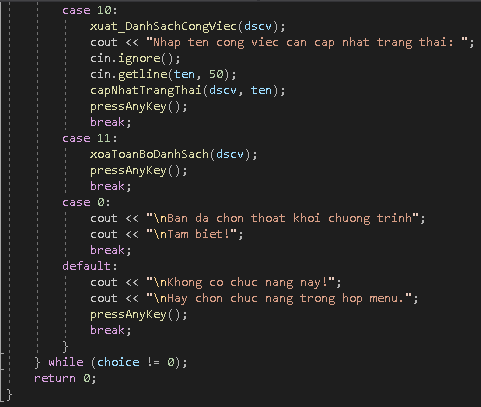 case 10:
xuat_DanhSachCongViec(dscv);
cout << "Nhap ten cong viec can cap nhat trang thai: ";
cin.ignore();
cin.getline(ten, 50);
capNhatTrangThai(dscv, ten);
pressAnyKey();
break;
case 11:
xoaToanBoDanhSach(dscv);
pressAnyKey();
break;
case 0:
cout << "\nBan da chon thoat khoi chuong trinh";
cout << "\nTam biet!";
break;
default:
cout << "\nKhong co chuc nang nay!";
cout << "\nHay chon chuc nang trong hop menu.";
pressAnyKey();
break;
}
} while (choice != 0);
return 0;
}